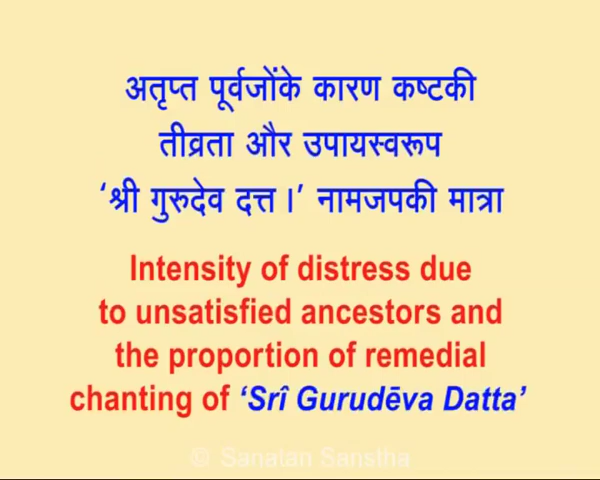 अतृप्त पूर्वजोंके कारण कष्टकी
तीव्रता और उपायस्वरूप
‘श्री गुरुदेव दत्त ।’ नामजपकी मात्रा
Intensity of distress due
to unsatisfied ancestors and
the proportion of remedial
chanting of ‘Srî Gurudēva Datta’
© Sanatan Sanstha